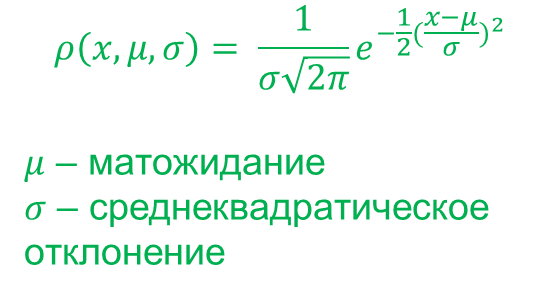 ρ(x, μ, σ) = 1/(σ√2π) e^(−1/2((x−μ)/σ)²)
μ – матожидание
σ – среднеквадратическое
отклонение